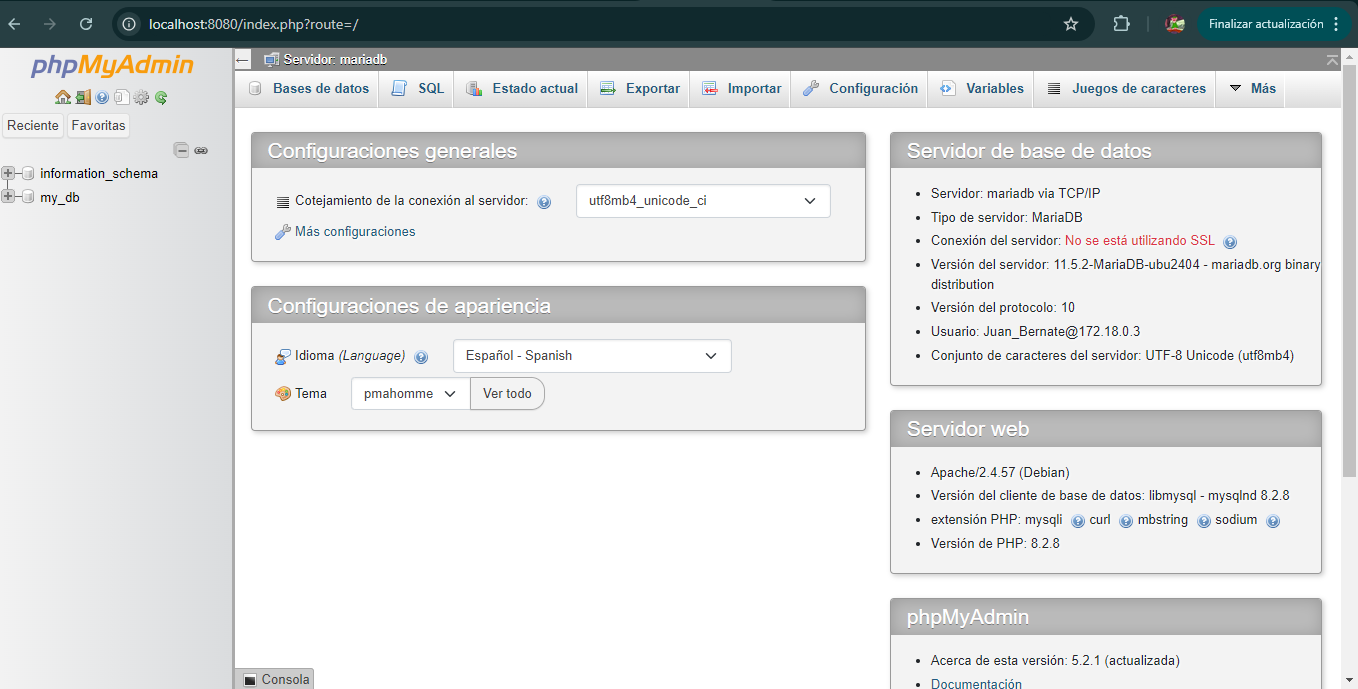 localhost:8080/index.php?route=/
Finalizar actualización
phpMyAdmin
Reciente
Favoritas
information_schema
my_db
Servidor: mariadb
Bases de datos
SQL
Estado actual
Exportar
Importar
Configuración
Variables
Juegos de caracteres
Más
Configuraciones generales
Cotejamiento de la conexión al servidor:
utf8mb4_unicode_ci
Más configuraciones
Configuraciones de apariencia
Idioma (Language)
Español - Spanish
Tema
pmahomme
Ver todo
Servidor de base de datos
Servidor: mariadb via TCP/IP
Tipo de servidor: MariaDB
Conexión del servidor: No se está utilizando SSL
Versión del servidor: 11.5.2-MariaDB-ubu2404 - mariadb.org binary
distribution
Versión del protocolo: 10
Usuario: Juan_Bernate@172.18.0.3
Conjunto de caracteres del servidor: UTF-8 Unicode (utf8mb4)
Servidor web
Apache/2.4.57 (Debian)
Versión del cliente de base de datos: libmysql - mysqlnd 8.2.8
extensión PHP: mysqli curl mbstring sodium
Versión de PHP: 8.2.8
phpMyAdmin
Acerca de esta versión: 5.2.1 (actualizada)
Documentación
Consola